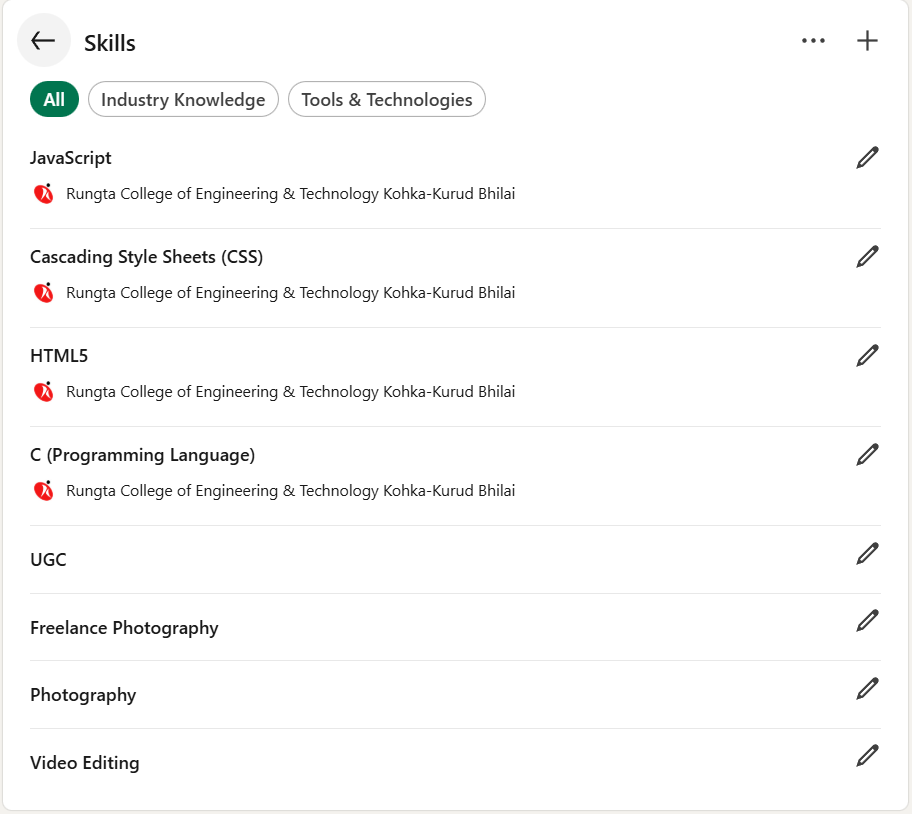 Skills
All
Industry Knowledge
Tools & Technologies
JavaScript
Rungta College of Engineering & Technology Kohka-Kurud Bhilai
Cascading Style Sheets (CSS)
Rungta College of Engineering & Technology Kohka-Kurud Bhilai
HTML5
Rungta College of Engineering & Technology Kohka-Kurud Bhilai
C (Programming Language)
Rungta College of Engineering & Technology Kohka-Kurud Bhilai
UGC
Freelance Photography
Photography
Video Editing